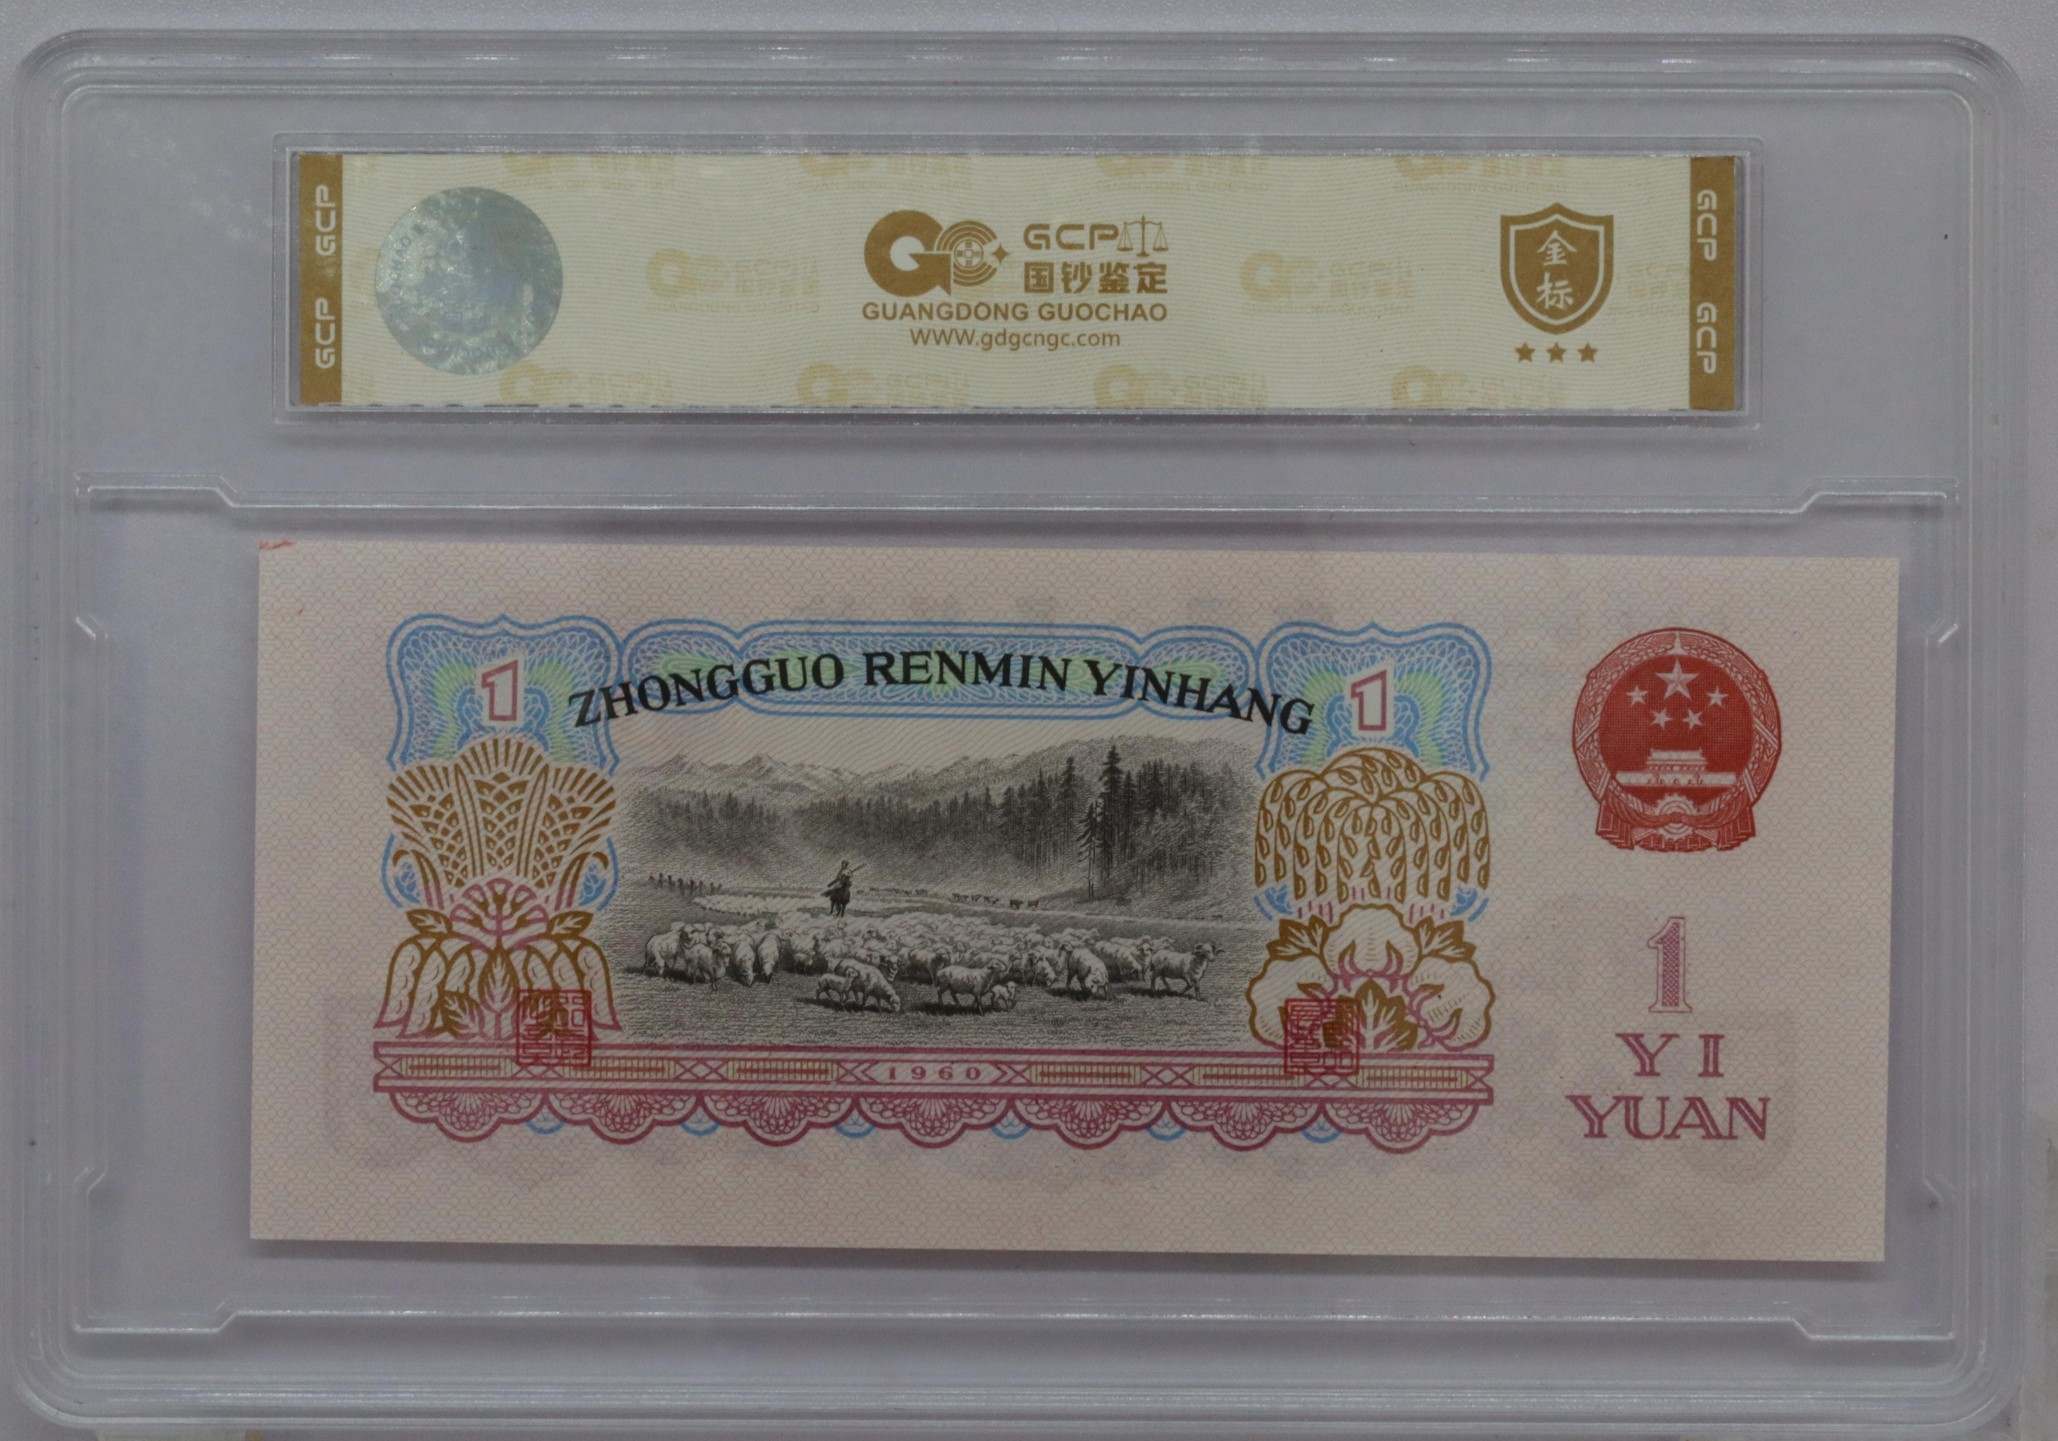 GCP GCP
GCP
国钞鉴定
GUANGDONG GUOCHAO
WWW.gdgcngc.com
金
标
GCP GCP
1
ZHONGGUO RENMIN YINHANG
1
1960
1
YI
YUAN